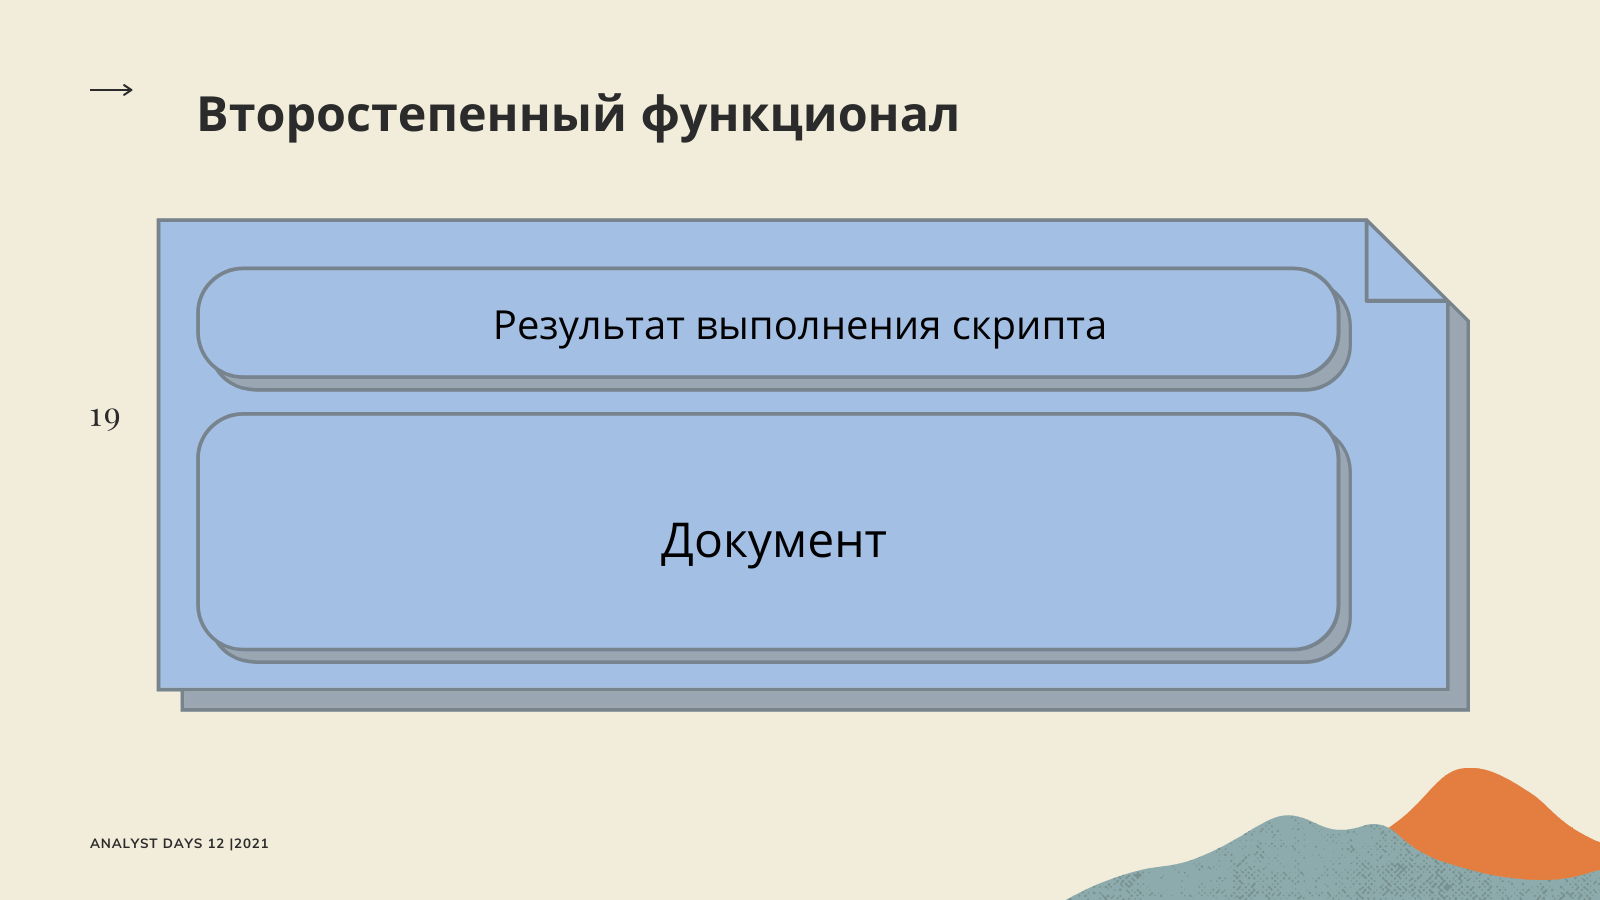 Второстепенный функционал
Результат выполнения скрипта
19
Документ
ANALYST DAYS 12 |2021